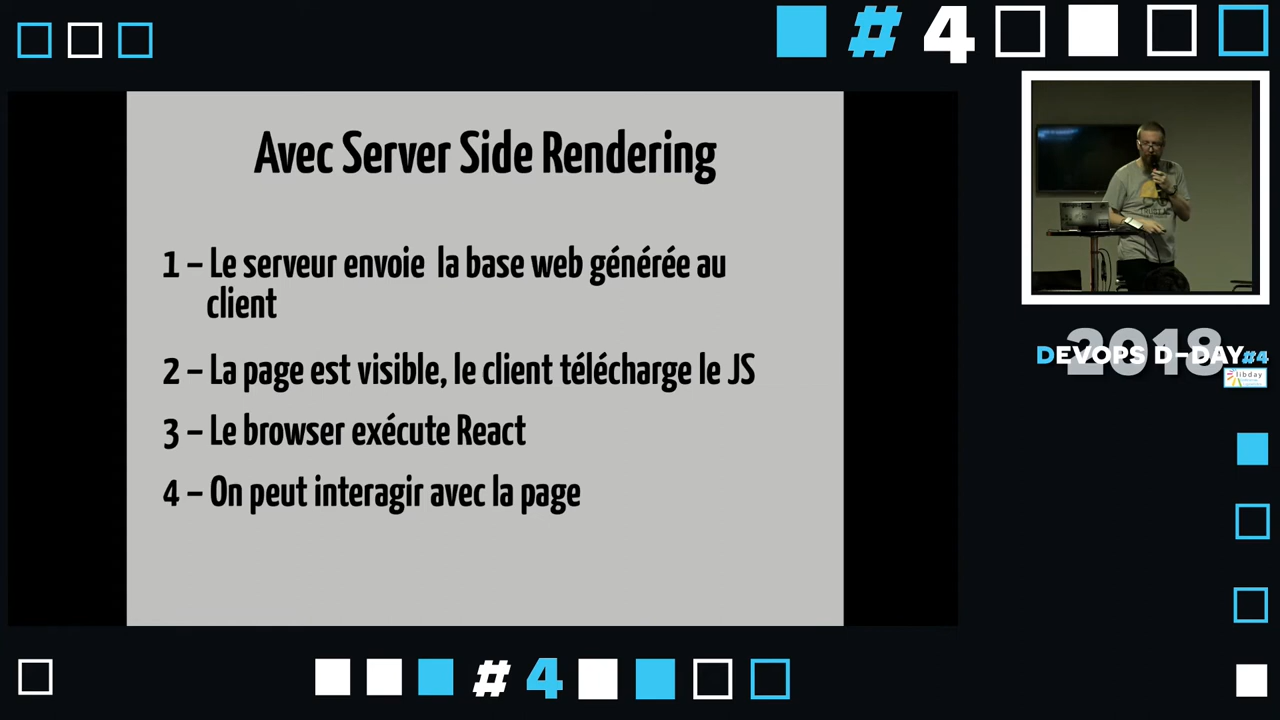 #4
Avec Server Side Rendering
1 – Le serveur envoie la base web générée au
client
2 – La page est visible, le client télécharge le JS
3 – Le browser exécute React
4 – On peut interagir avec la page
2018
DEVOPS D-DAY#4
libday
#4